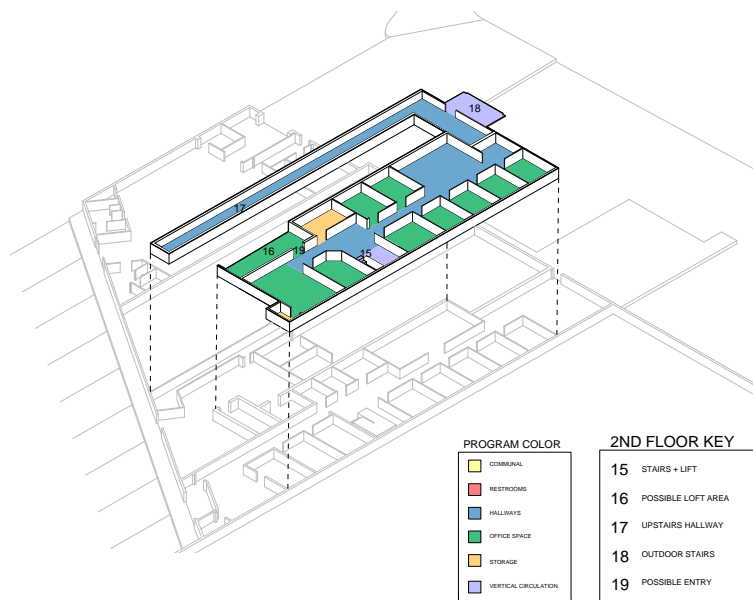 18
17
16
19
15
PROGRAM COLOR
COMMUNAL
RESTROOMS
HALLWAYS
OFFICE SPACE
STORAGE
VERTICAL CIRCULATION
2ND FLOOR KEY
15 STAIRS + LIFT
16 POSSIBLE LOFT AREA
17 UPSTAIRS HALLWAY
18 OUTDOOR STAIRS
19 POSSIBLE ENTRY